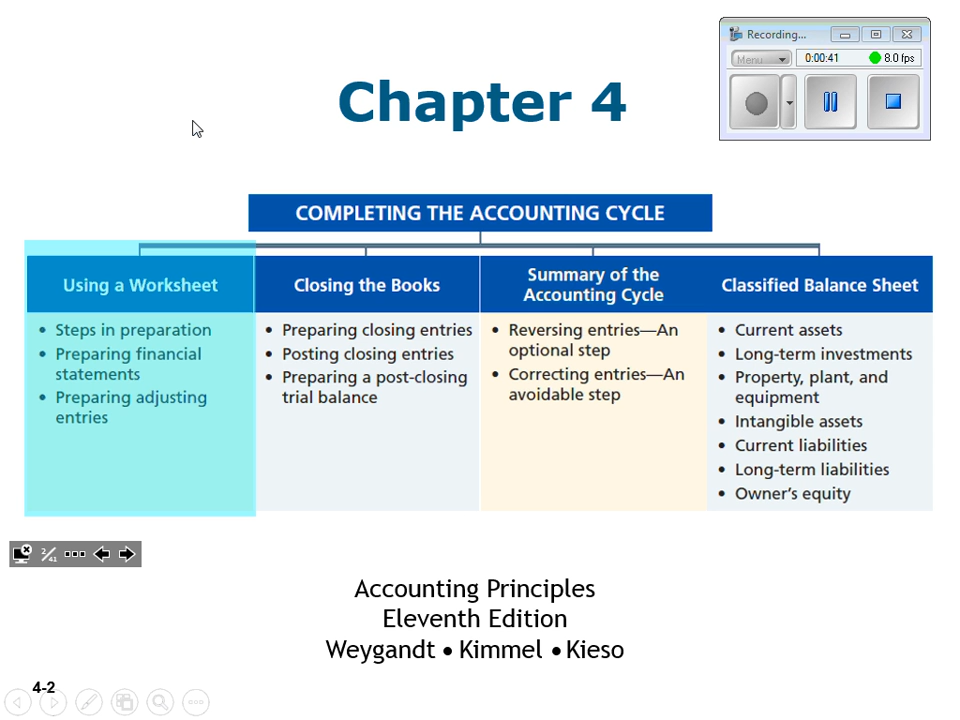 Recording...
Menu
0:00:41
8.0 fps
Chapter 4
COMPLETING THE ACCOUNTING CYCLE
Using a Worksheet
• Steps in preparation
• Preparing financial
statements
• Preparing adjusting
entries
Closing the Books
• Preparing closing entries
• Posting closing entries
• Preparing a post-closing
trial balance
Summary of the
Accounting Cycle
• Reversing entries—An
optional step
• Correcting entries—An
avoidable step
Classified Balance Sheet
• Current assets
• Long-term investments
• Property, plant, and
equipment
• Intangible assets
• Current liabilities
• Long-term liabilities
• Owner’s equity
2/41
Accounting Principles
Eleventh Edition
Weygandt • Kimmel • Kieso
4-2